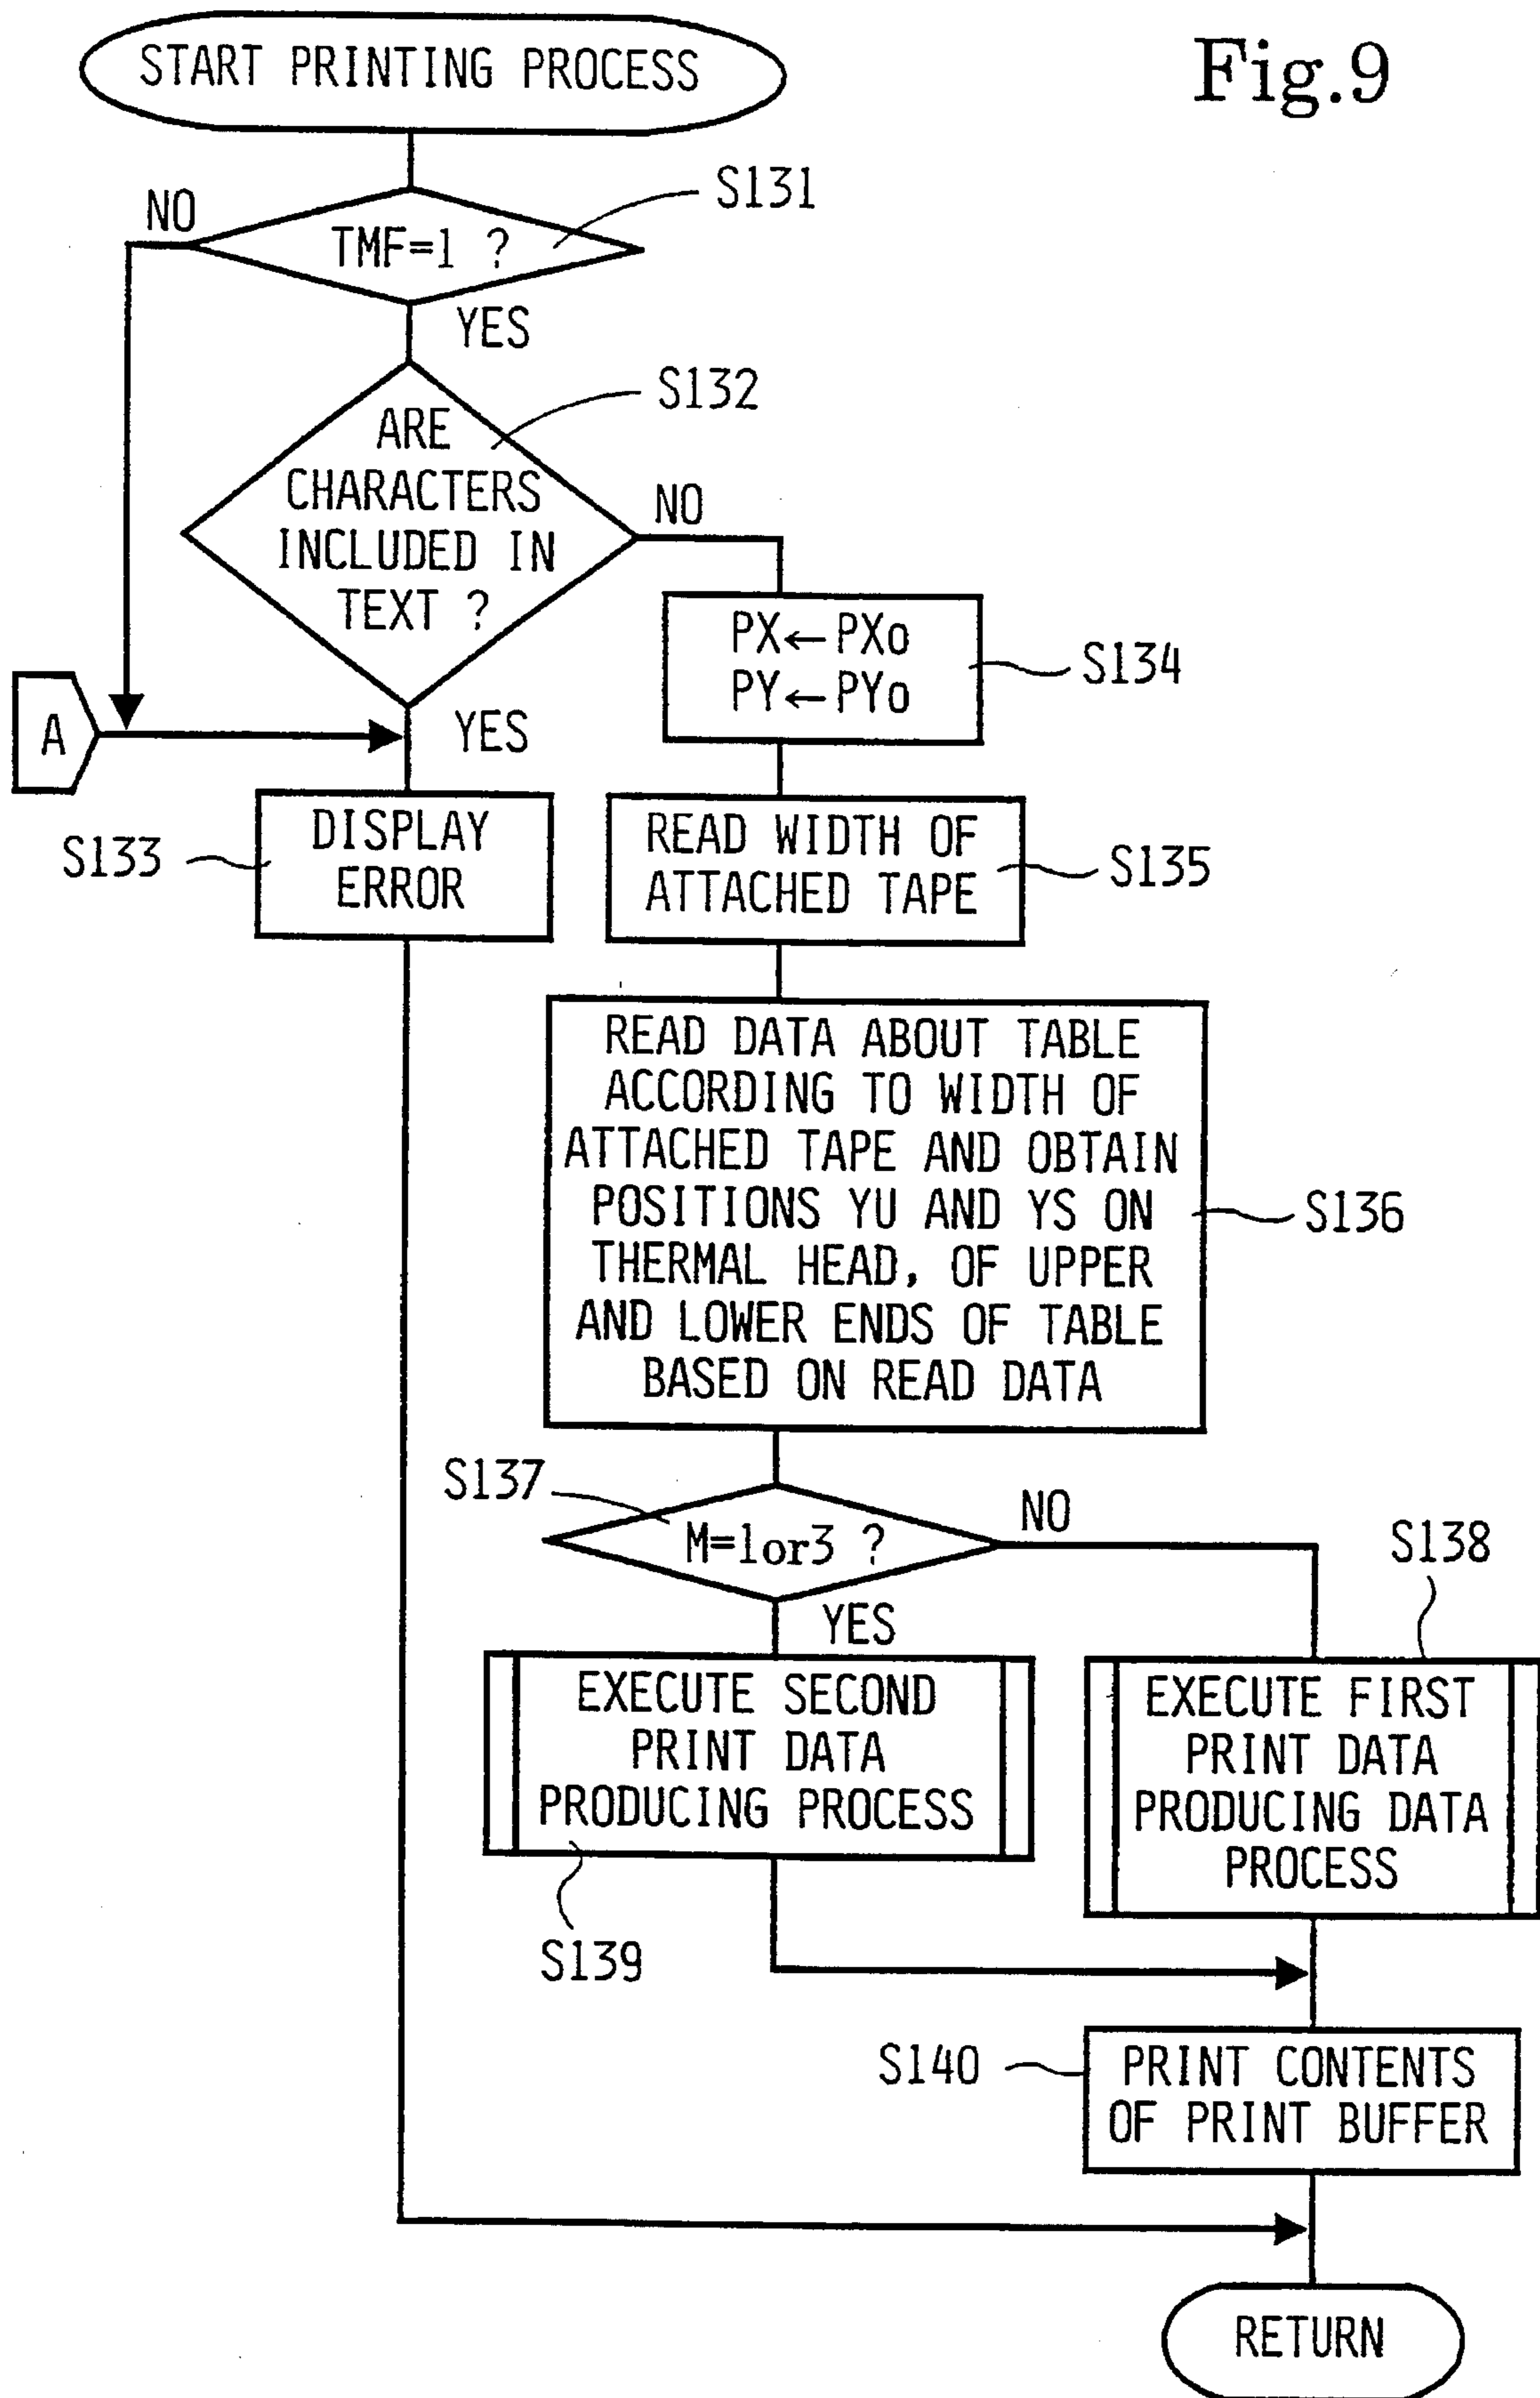 Fig.9
START PRINTING PROCESS
S131
NO
TMF=1 ?
YES
S132
ARE
CHARACTERS
INCLUDED IN
TEXT ?
NO
PX←PXo
PY←PYo
S134
A
YES
S133
DISPLAY
ERROR
READ WIDTH OF
ATTACHED TAPE
S135
READ DATA ABOUT TABLE
ACCORDING TO WIDTH OF
ATTACHED TAPE AND OBTAIN
POSITIONS YU AND YS ON
THERMAL HEAD, OF UPPER
AND LOWER ENDS OF TABLE
BASED ON READ DATA
S136
S137
M=1or3 ?
NO
YES
S138
EXECUTE SECOND
PRINT DATA
PRODUCING PROCESS
S139
EXECUTE FIRST
PRINT DATA
PRODUCING DATA
PROCESS
S140
PRINT CONTENTS
OF PRINT BUFFER
RETURN